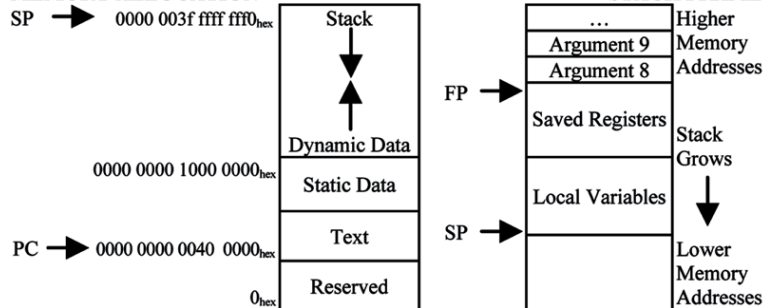 SP
0000 003f ffff fff0hex
Stack
Dynamic Data
0000 0000 1000 0000hex
Static Data
PC
0000 0000 0040 0000hex
Text
Reserved
0hex
...
Argument 9
Argument 8
FP
Saved Registers
Local Variables
SP
Higher
Memory
Addresses
Stack
Grows
Lower
Memory
Addresses